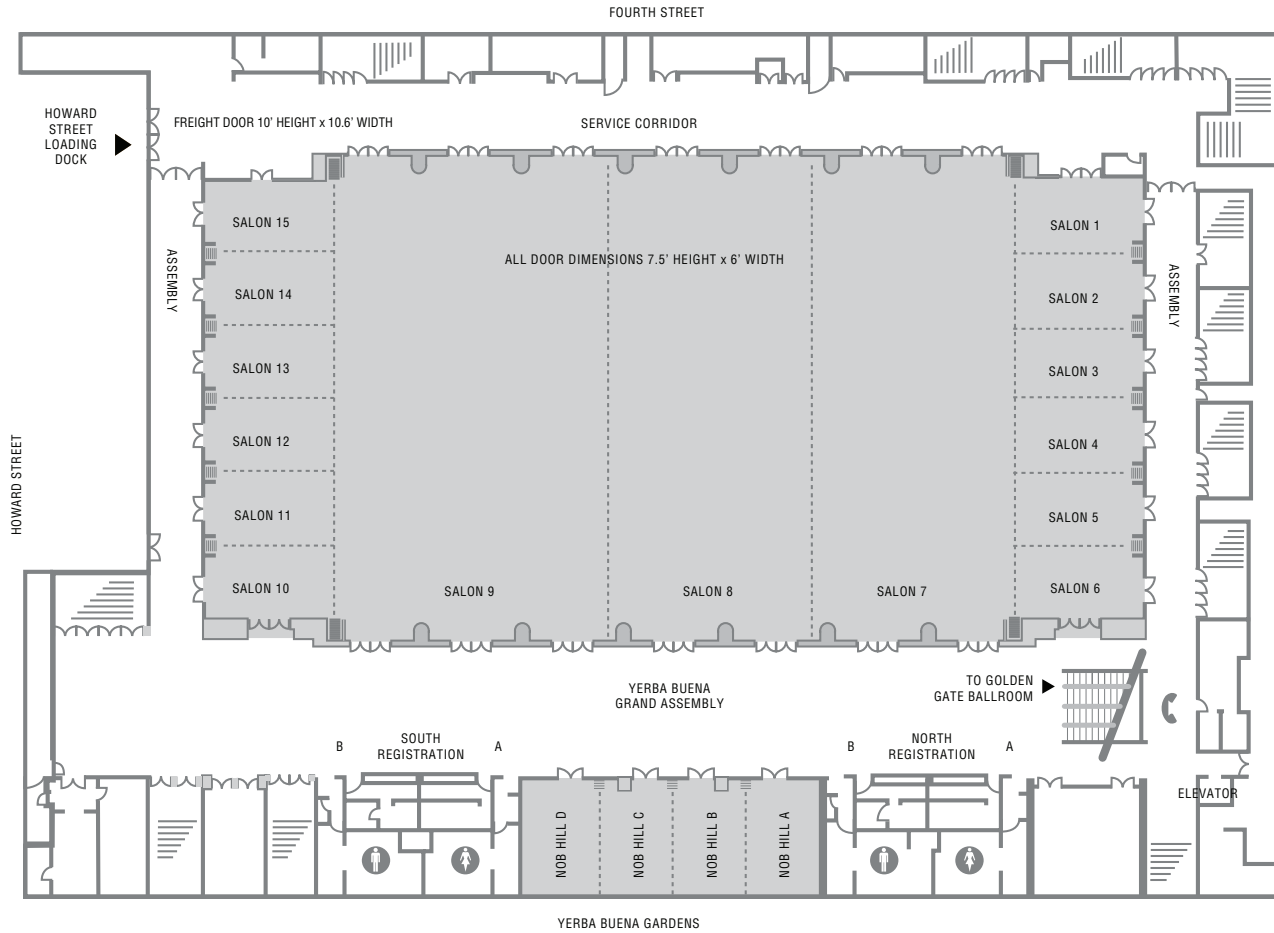 FOURTH STREET
HOWARD
STREET
LOADING
DOCK
FREIGHT DOOR 10' HEIGHT x 10.6' WIDTH
SERVICE CORRIDOR
SALON 15
SALON 1
ALL DOOR DIMENSIONS 7.5' HEIGHT x 6' WIDTH
ASSEMBLY
ASSEMBLY
SALON 14
SALON 2
SALON 13
SALON 3
SALON 12
SALON 4
HOWARD STREET
SALON 11
SALON 5
SALON 10
SALON 9
SALON 8
SALON 7
SALON 6
YERBA BUENA
GRAND ASSEMBLY
TO GOLDEN
GATE BALLROOM
B
SOUTH
REGISTRATION
A
B
NORTH
REGISTRATION
A
ELEVATOR
NOB HILL D
NOB HILL C
NOB HILL B
NOB HILL A
YERBA BUENA GARDENS